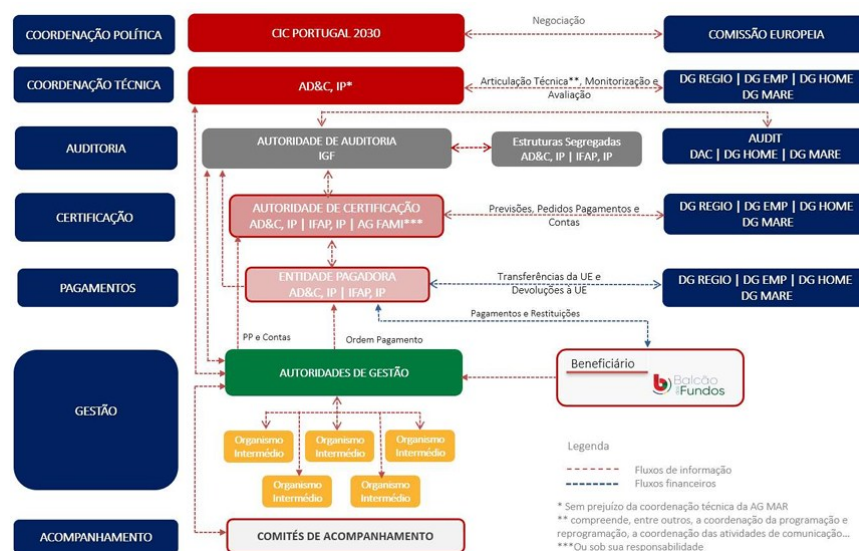 COORDENAÇÃO POLÍTICA
CIC PORTUGAL 2030
Negociação
COMISSÃO EUROPEIA
COORDENAÇÃO TÉCNICA
AD&C, IP*
Articulação Técnica**, Monitorização e
Avaliação
DG REGIO | DG EMP | DG HOME
DG MARE
AUDITORIA
AUTORIDADE DE AUDITORIA
IGF
Estruturas Segregadas
AD&C, IP | IFAP, IP
AUDIT
DAC | DG HOME | DG MARE
CERTIFICAÇÃO
AUTORIDADE DE CERTIFICAÇÃO
AD&C, IP | IFAP, IP | AG FAMI***
Previsões, Pedidos Pagamentos e
Contas
DG REGIO | DG EMP | DG HOME
DG MARE
PAGAMENTOS
ENTIDADE PAGADORA
AD&C, IP | IFAP, IP
Transferências da UE e
Devoluções à UE
DG REGIO | DG EMP | DG HOME
DG MARE
Pagamentos e Restituições
PP e Contas
Ordem Pagamento
GESTÃO
AUTORIDADES DE GESTÃO
Beneficiário
Balcão
dos Fundos
Organismo
Intermédio
Organismo
Intermédio
Organismo
Intermédio
Organismo
Intermédio
Organismo
Intermédio
Legenda
Fluxos de informação
Fluxos financeiros
* Sem prejuízo da coordenação técnica da AG MAR
** compreende, entre outros, a coordenação da programação e
reprogramação, a coordenação das atividades de comunicação...
***Ou sob sua responsabilidade
ACOMPANHAMENTO
COMITÉS DE ACOMPANHAMENTO